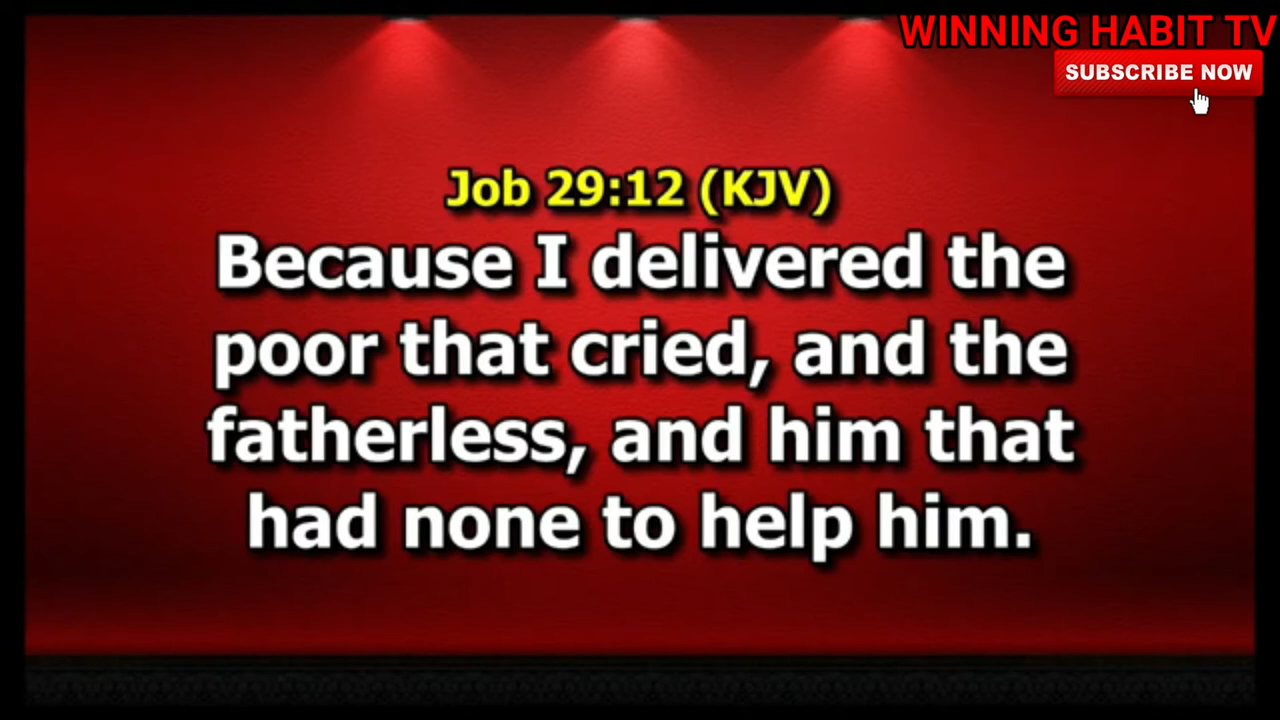 WINNING HABIT TV
SUBSCRIBE NOW
Job 29:12 (KJV)
Because I delivered the
poor that cried, and the
fatherless, and him that
had none to help him.